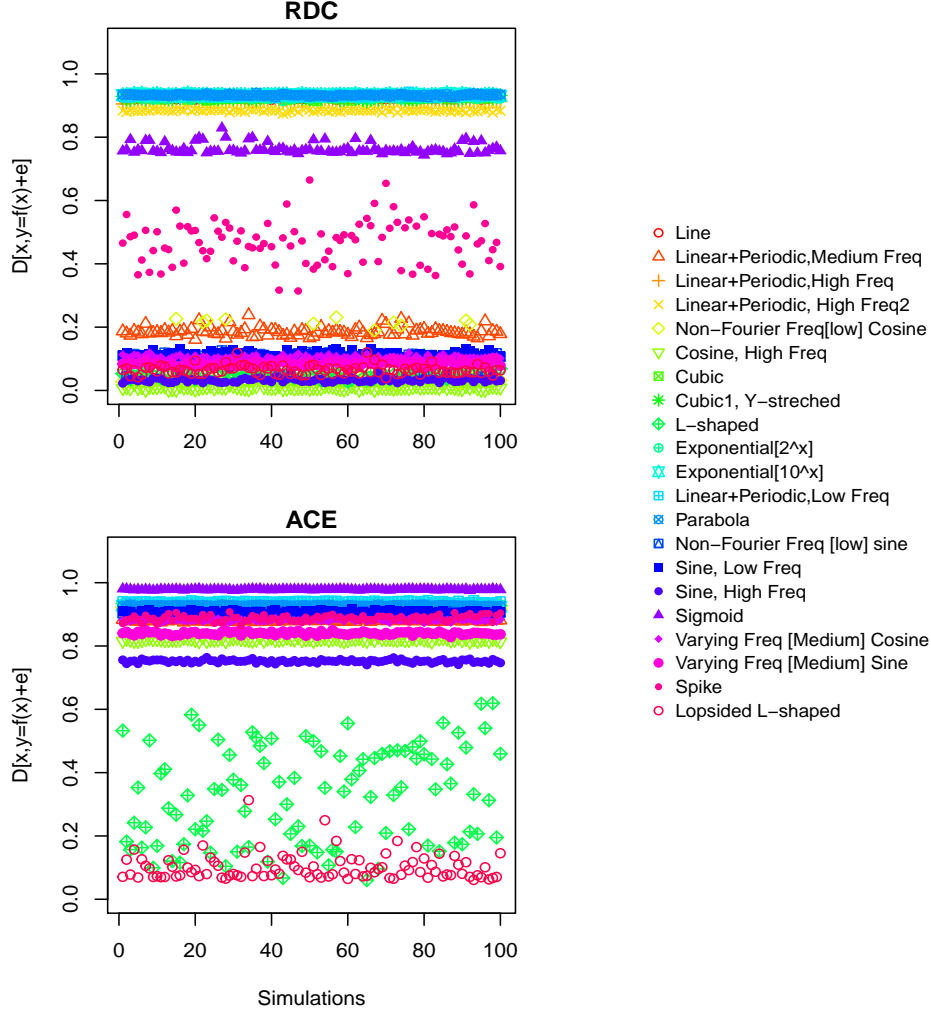 RDC
D[x,y=f(x)+e]
1.0
0.8
0.6
0.4
0.2
0.0
0 20 40 60 80 100
ACE
D[x,y=f(x)+e]
1.0
0.8
0.6
0.4
0.2
0.0
0 20 40 60 80 100
Simulations
Line
Linear+Periodic,Medium Freq
Linear+Periodic,High Freq
Linear+Periodic, High Freq2
Non−Fourier Freq[low] Cosine
Cosine, High Freq
Cubic
Cubic1, Y−streched
L−shaped
Exponential[2^x]
Exponential[10^x]
Linear+Periodic,Low Freq
Parabola
Non−Fourier Freq [low] sine
Sine, Low Freq
Sine, High Freq
Sigmoid
Varying Freq [Medium] Cosine
Varying Freq [Medium] Sine
Spike
Lopsided L−shaped